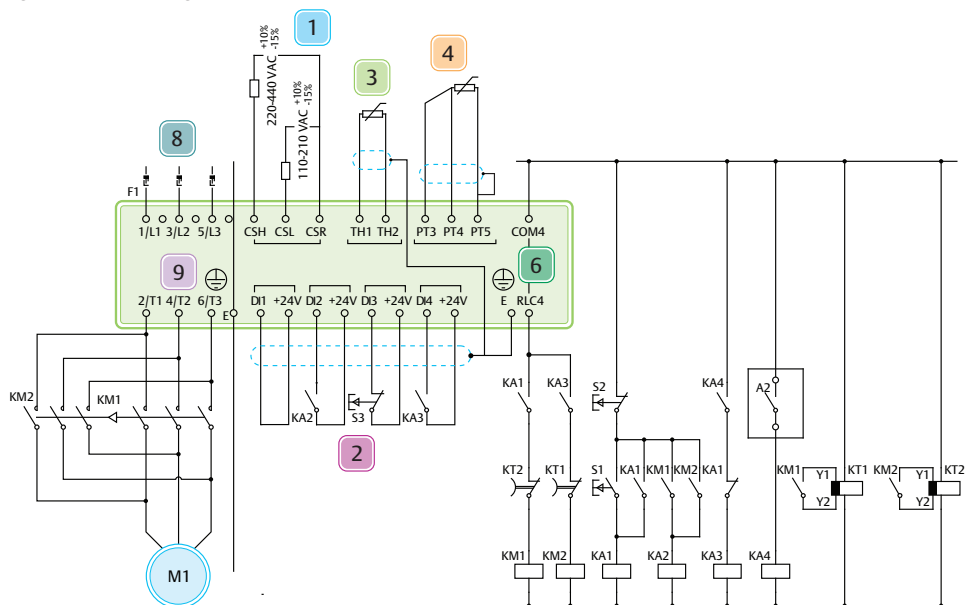 1
+10%
-15%
220-440 VAC
+10%
-15%
110-210 VAC
3
4
8
F1
1/L1 3/L2 5/L3
CSH CSL CSR
TH1 TH2
PT3 PT4 PT5
COM4
9
6
2/T1 4/T2 6/T3
E
DI1 +24V DI2 +24V DI3 +24V DI4 +24V
E RLC4
KM2
KM1
KA2
S3
KA3
2
KA1
KA3
S2
KA4
A2
KT2
KT1
S1
KA1
KM1
KM2
KA1
KM1
Y1
Y2
KT1
KM2
Y1
Y2
KT2
KM1
KM2
KA1
KA2
KA3
KA4
M1